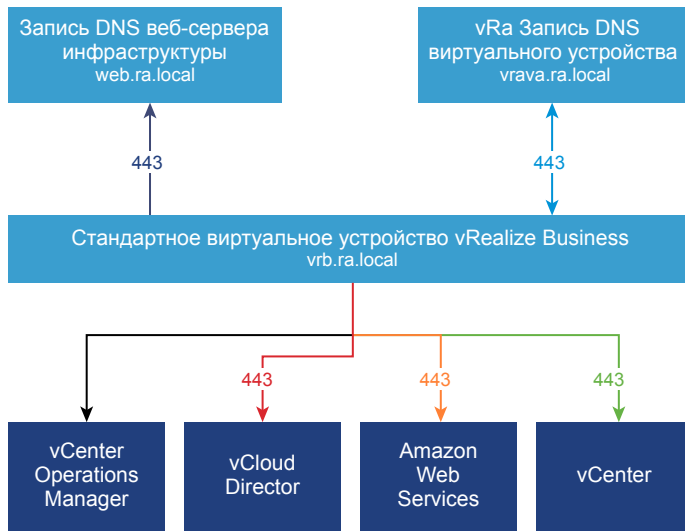 Запись DNS веб-сервера
инфраструктуры
web.ra.local
vRa Запись DNS
виртуального устройства
vrava.ra.local
443
443
Стандартное виртуальное устройство vRealize Business
vrb.ra.local
443
443
443
vCenter
Operations
Manager
vCloud
Director
Amazon
Web
Services
vCenter